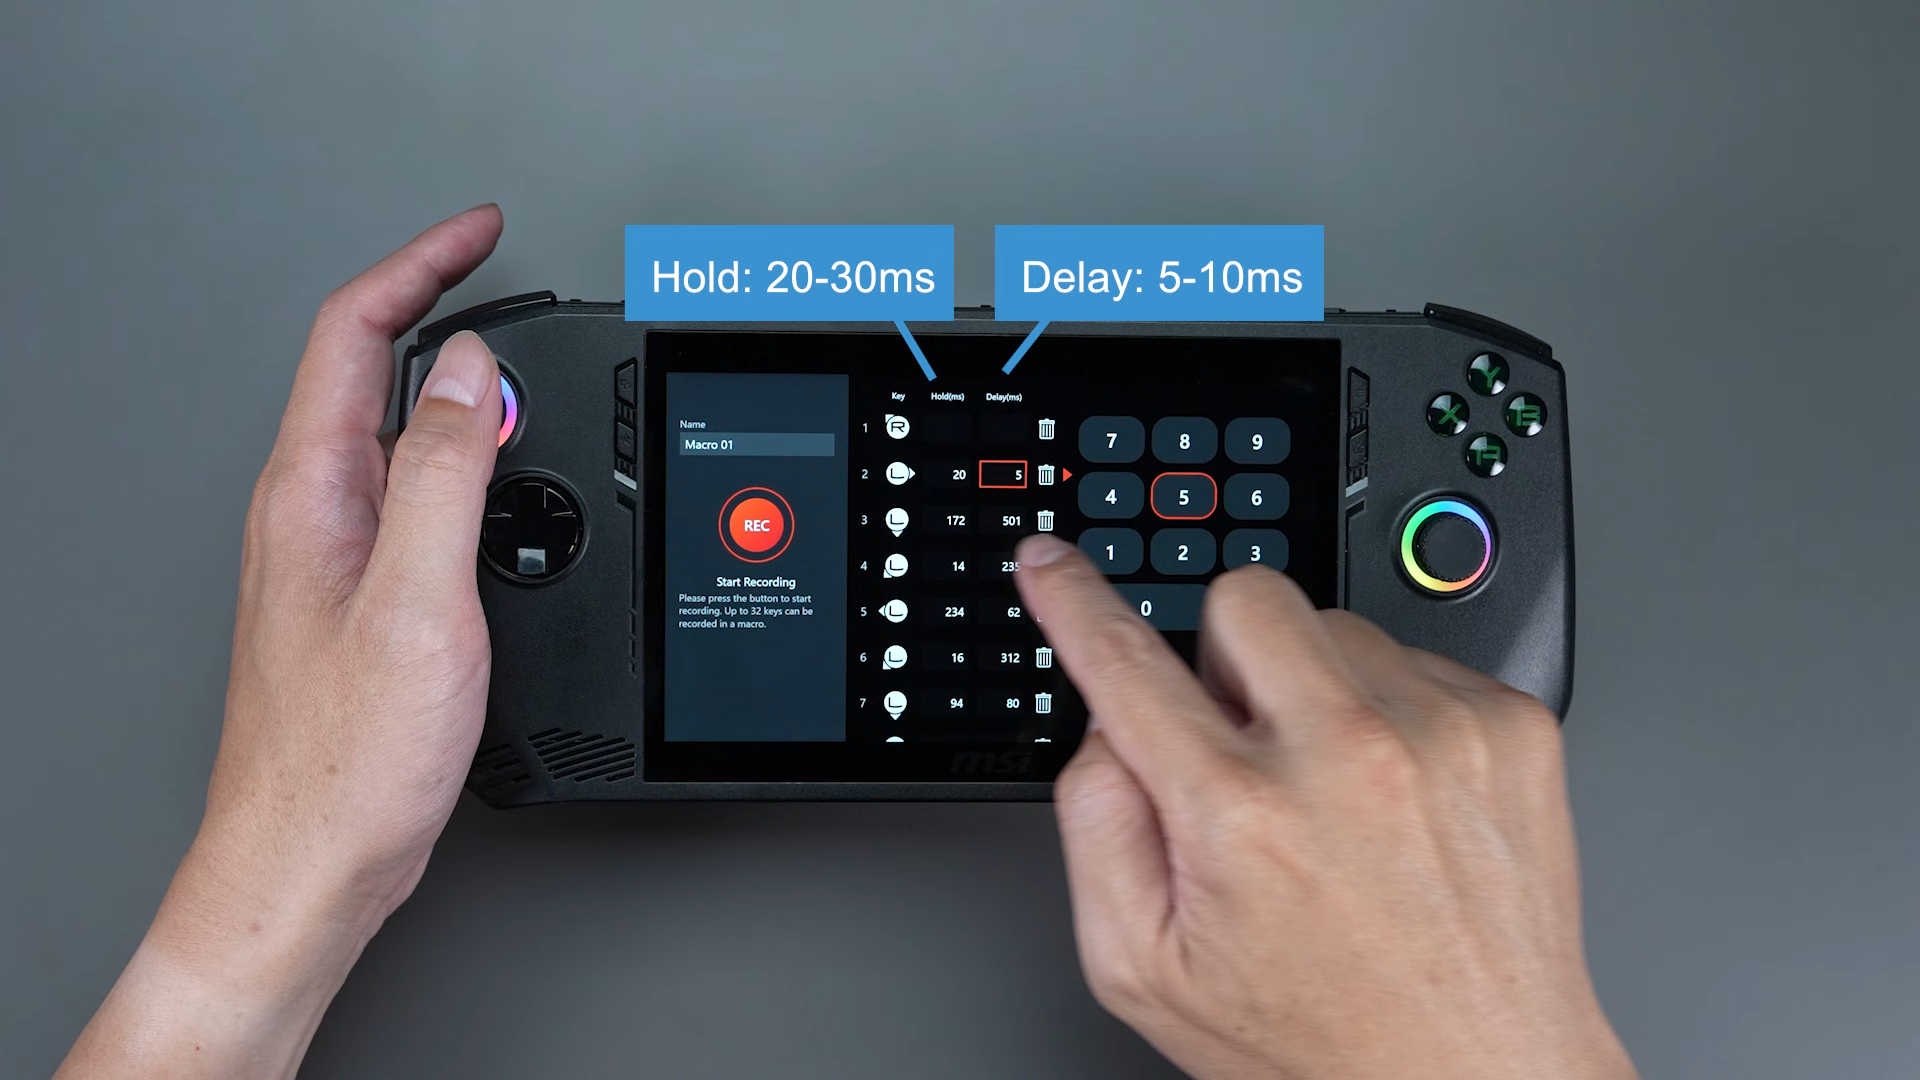 Hold: 20-30ms
Delay: 5-10ms
Key Hold(ms) Delay(ms)
Name
Macro 01
REC
Start Recording
Please press the button to start
recording. Up to 32 keys can be
recorded in a macro.
1 R
2 L 20 5
3 L 172 501
4 L 14 235
5 L 234 62
6 L 16 312
7 L 94 80
7 8 9
4 5 6
1 2 3
0
msi
Y
X B
A